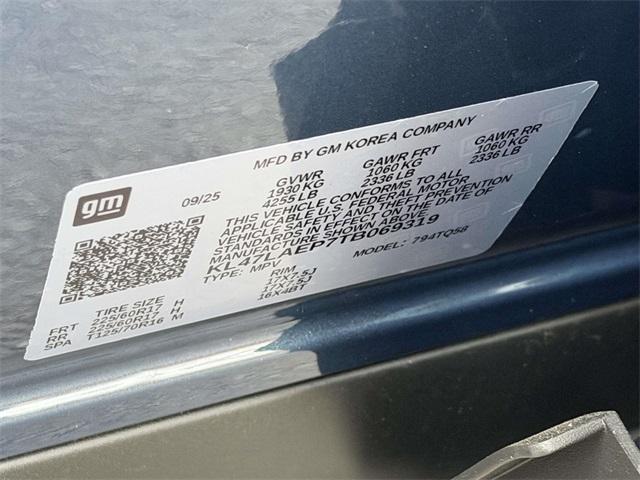 MFD BY GM KOREA COMPANY
gm
09/25
GVWR GAWR FRT GAWR RR
1930 KG 1060 KG 1060 KG
4255 LB 2336 LB 2336 LB
THIS VEHICLE CONFORMS TO ALL
APPLICABLE U.S. FEDERAL MOTOR
VEHICLE SAFETY AND THEFT PREVENTION
STANDARDS IN EFFECT ON THE DATE OF
MANUFACTURE SHOWN ABOVE
KL47LAEP7TB069319
TYPE: MPV MODEL: 794TQ58
TIRE SIZE RIM
FRT 225/60R17 H 17X7.5J
RR 225/60R17 H 17X7.5J
SPA T125/70R16 M 16X4BT